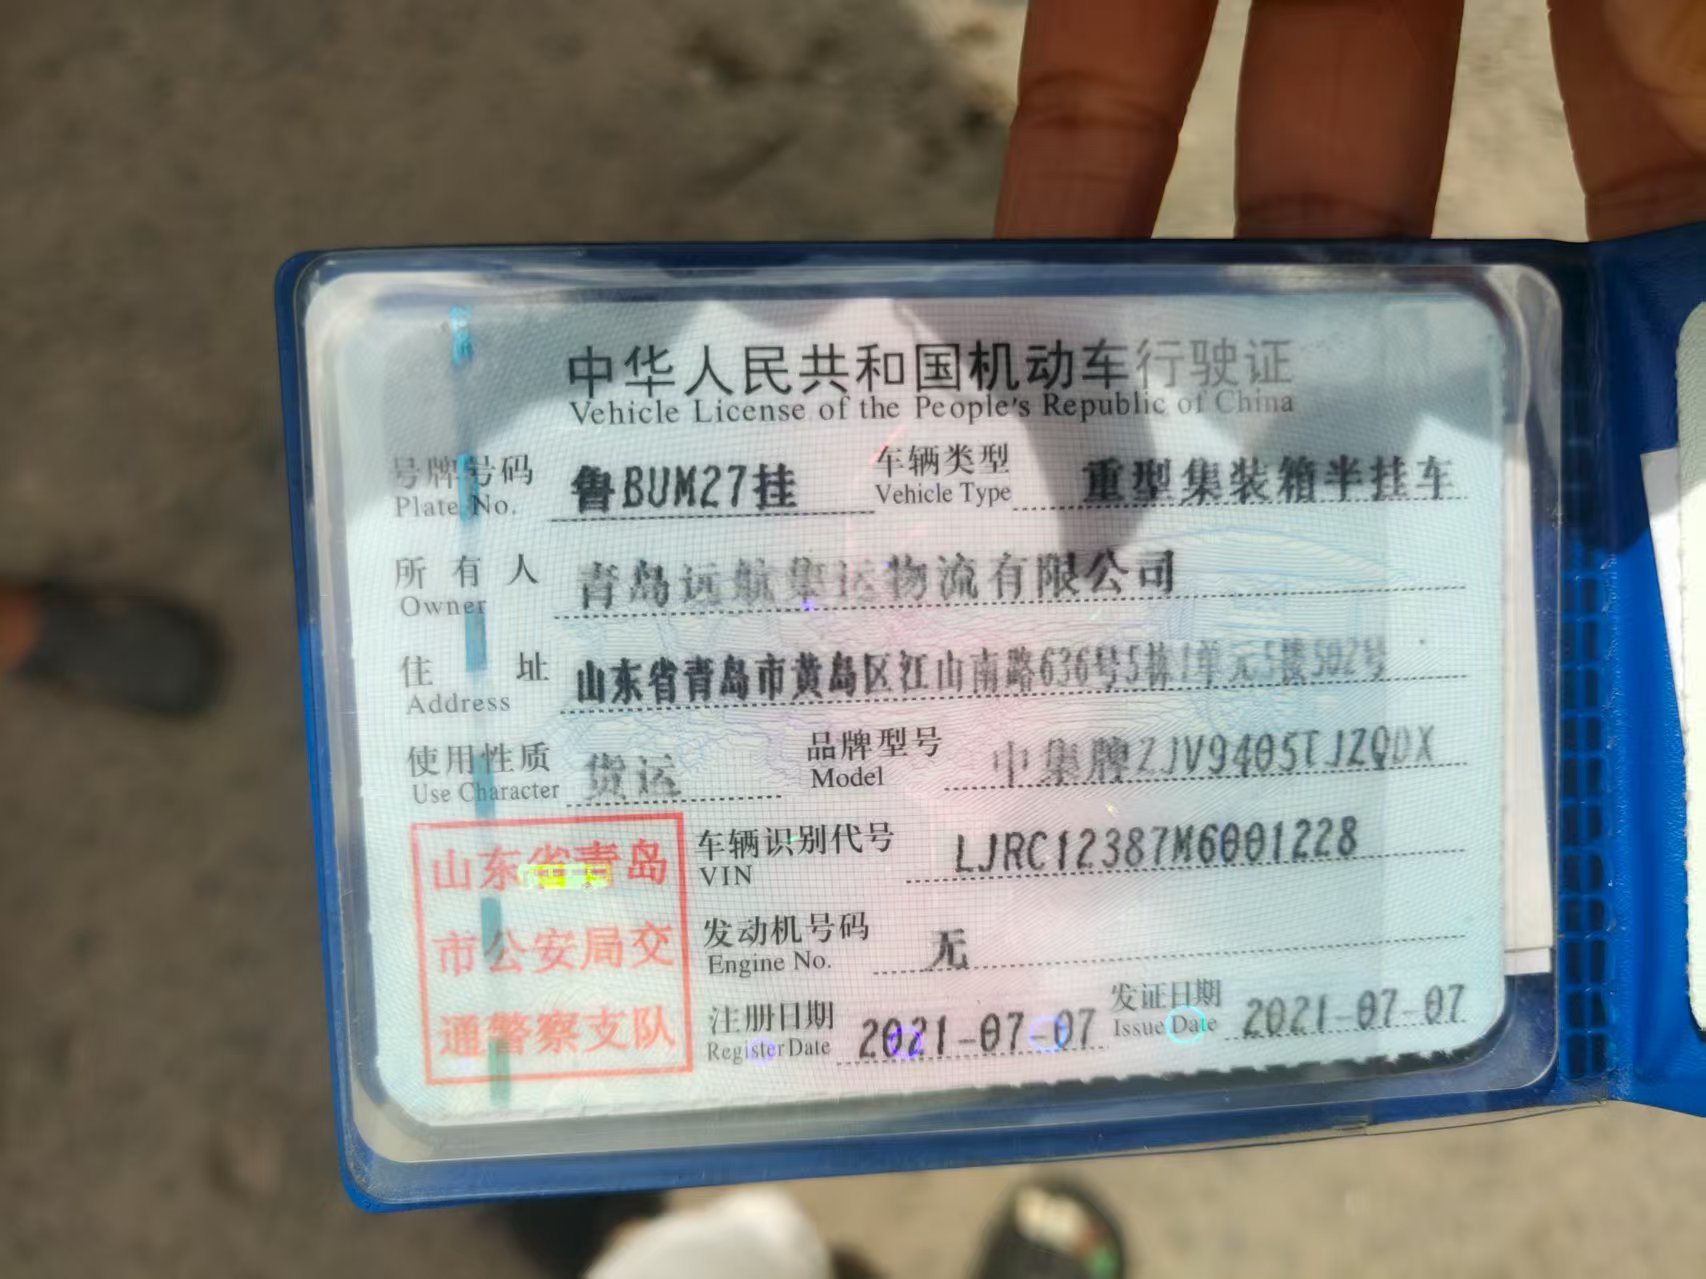 中华人民共和国机动车行驶证
Vehicle License of the People's Republic of China
号牌号码 鲁BUM27挂 车辆类型 重型集装箱半挂车
Plate No. Vehicle Type
所有人 青岛远航集运物流有限公司
Owner
住址 山东省青岛市黄岛区江山南路636号5栋1单元5楼502号
Address
使用性质 货运 品牌型号 中集牌ZJV9405TJZQDX
Use Character Model
车辆识别代号 LJRC12387M6001228
VIN
发动机号码 无
Engine No.
注册日期 2021-07-07 发证日期 2021-07-07
Register Date Issue Date
山东省青岛
市公安局交
通警察支队